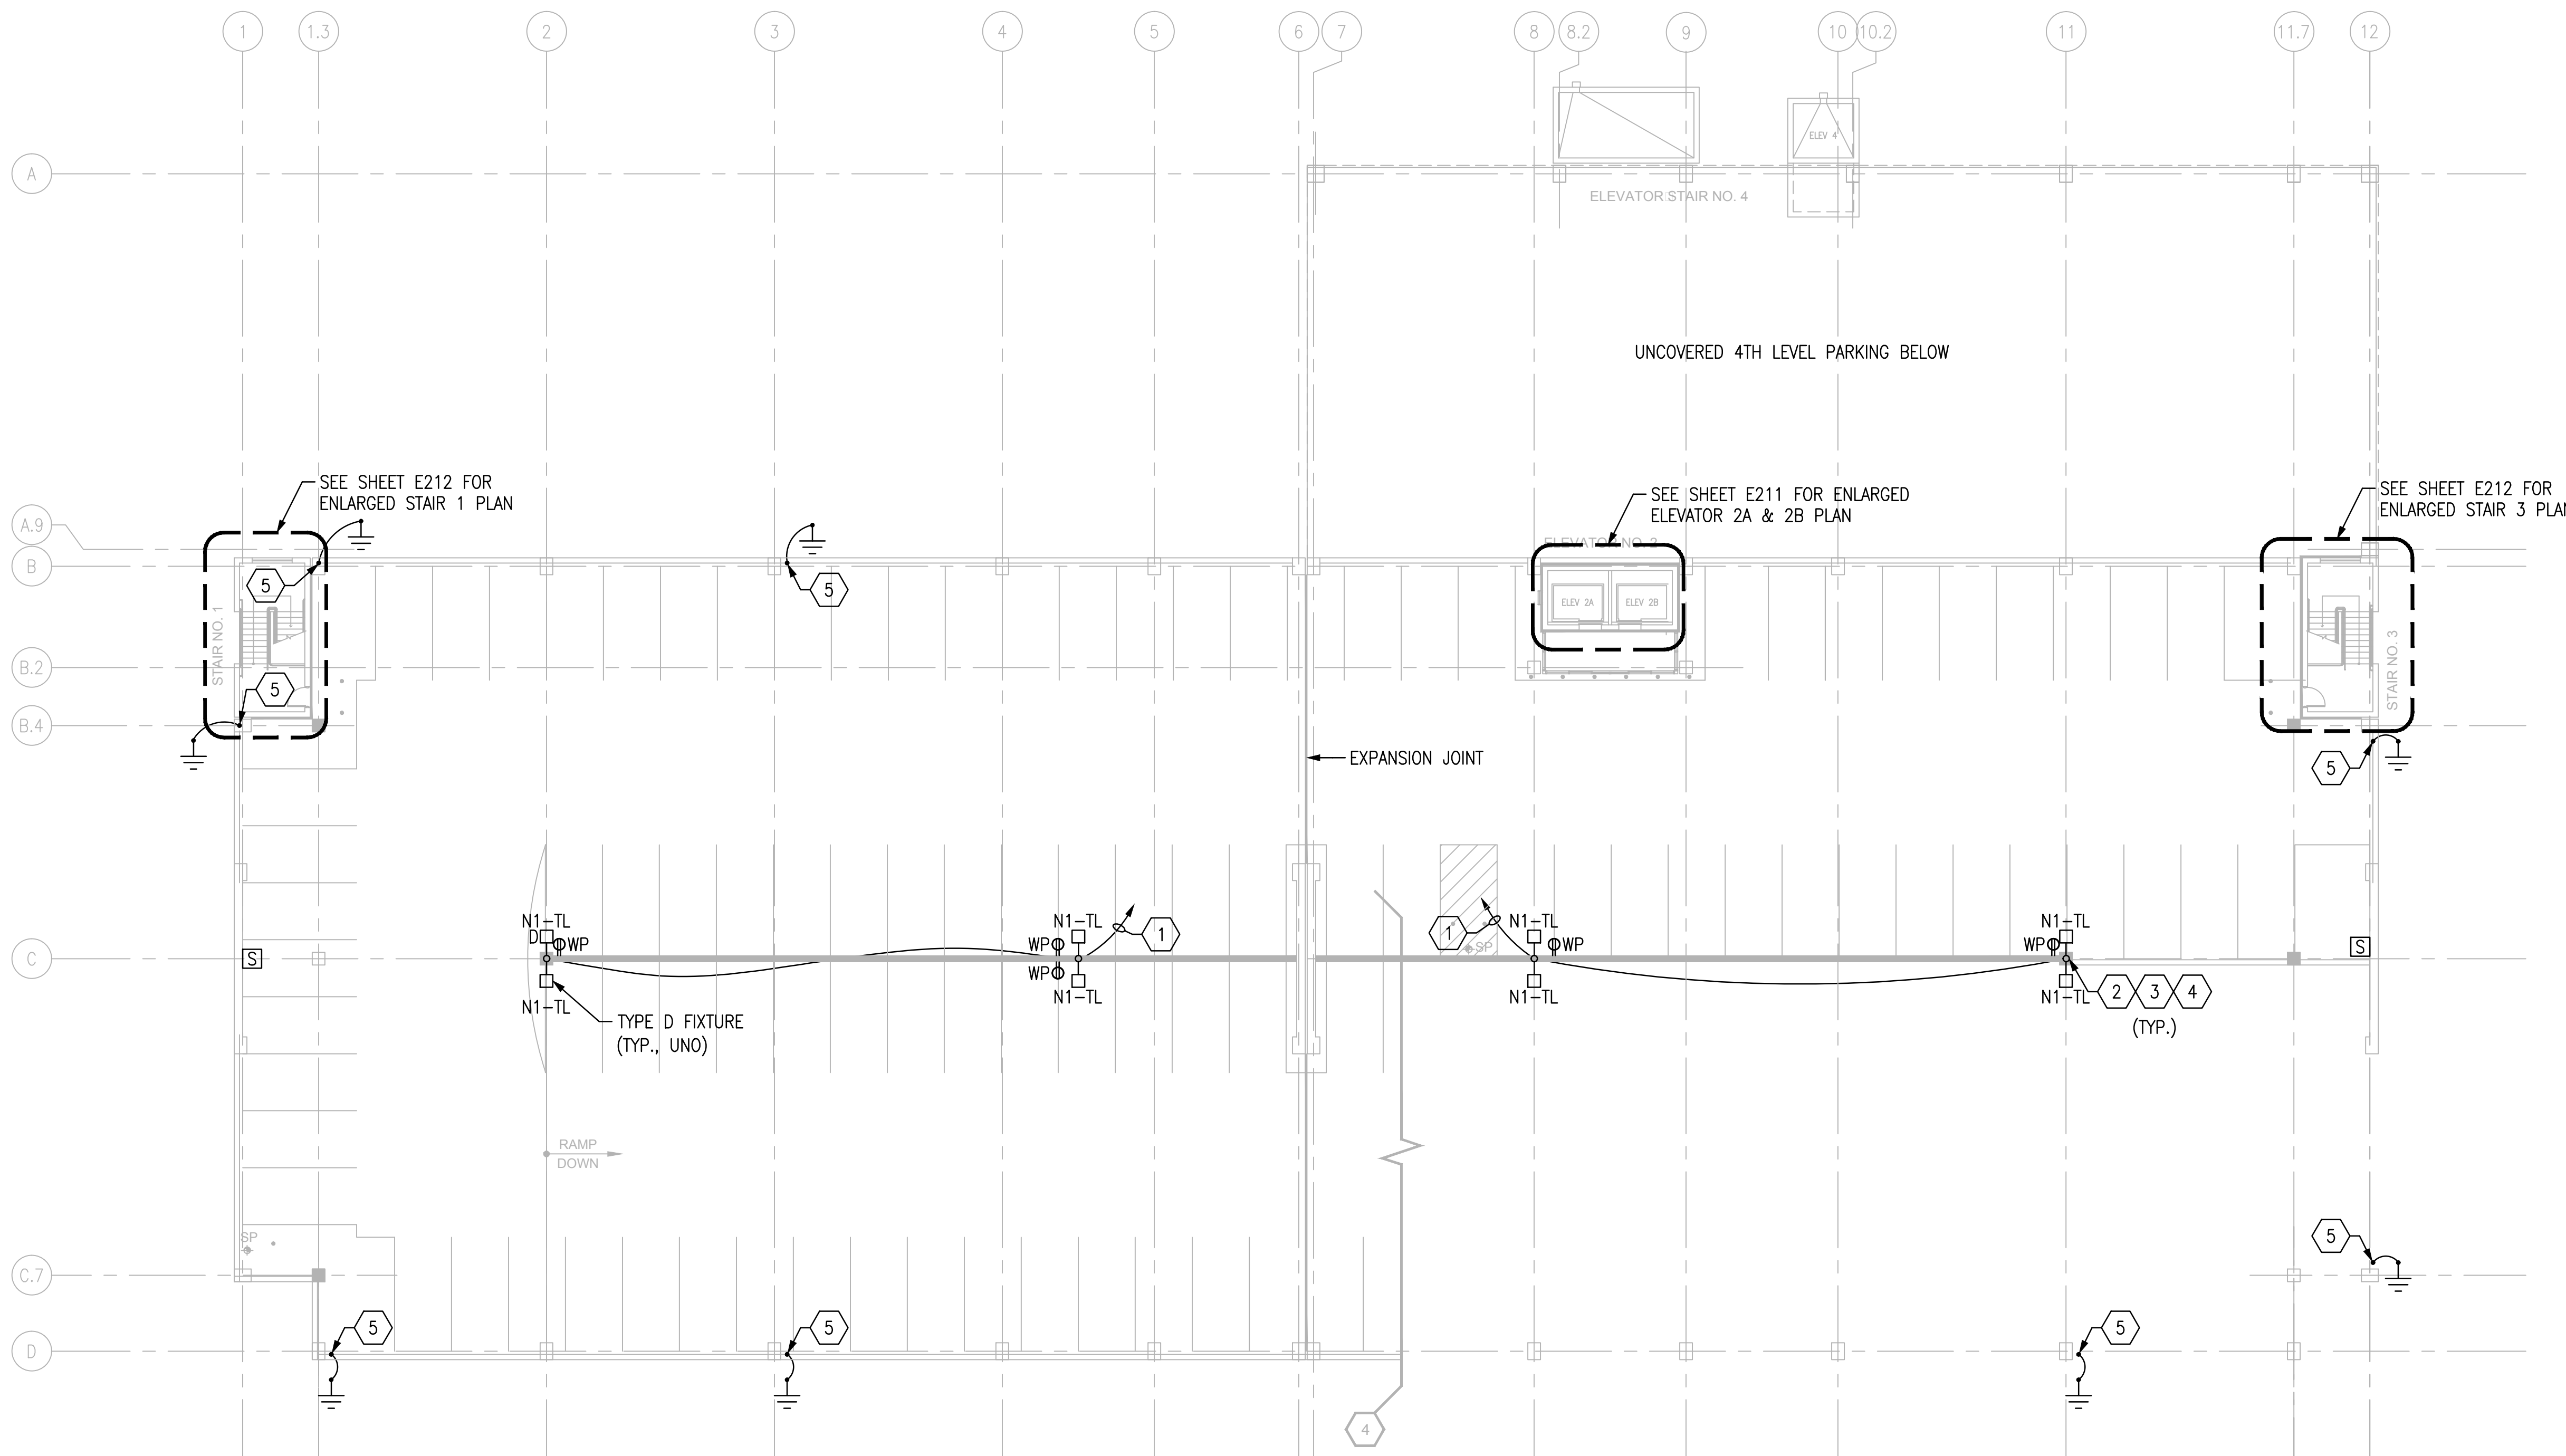 1
1.3
2
3
4
5
6
7
8
8.2
9
10
10.2
11
11.7
12
A
ELEV 4
ELEVATOR STAIR NO. 4
UNCOVERED 4TH LEVEL PARKING BELOW
SEE SHEET E212 FOR
ENLARGED STAIR 1 PLAN
SEE SHEET E211 FOR ENLARGED
ELEVATOR 2A & 2B PLAN
SEE SHEET E212 FOR
ENLARGED STAIR 3 PLAN
A.9
B
ELEVATOR NO. 2
5
5
ELEV 2A
ELEV 2B
STAIR NO. 1
STAIR NO. 3
B.2
5
B.4
EXPANSION JOINT
5
N1-TL
D
WP
N1-TL
WP
1
1
SP
N1-TL
WP
N1-TL
WP
C
S
S
WP
N1-TL
N1-TL
N1-TL
N1-TL
2
3
4
(TYP.)
TYPE D FIXTURE
(TYP., UNO)
RAMP
DOWN
SP
5
C.7
5
5
5
D
4